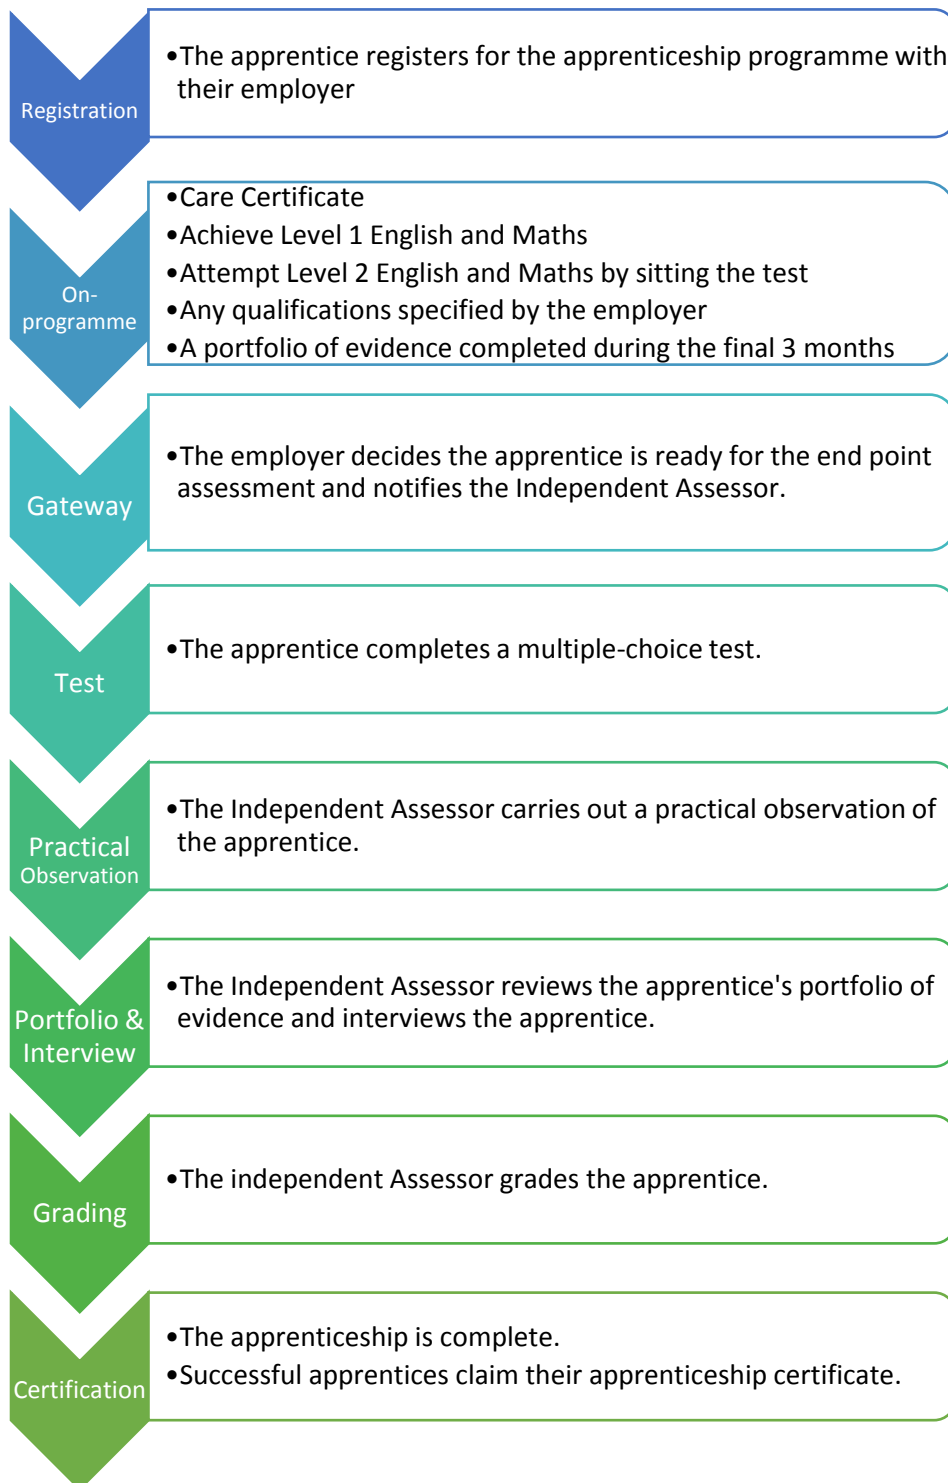 Registration
•The apprentice registers for the apprenticeship programme with
their employer
On-
programme
•Care Certificate
•Achieve Level 1 English and Maths
•Attempt Level 2 English and Maths by sitting the test
•Any qualifications specified by the employer
•A portfolio of evidence completed during the final 3 months
Gateway
•The employer decides the apprentice is ready for the end point
assessment and notifies the Independent Assessor.
Test
•The apprentice completes a multiple-choice test.
Practical
Observation
•The Independent Assessor carries out a practical observation of
the apprentice.
Portfolio &
Interview
•The Independent Assessor reviews the apprentice's portfolio of
evidence and interviews the apprentice.
Grading
•The independent Assessor grades the apprentice.
Certification
•The apprenticeship is complete.
•Successful apprentices claim their apprenticeship certificate.